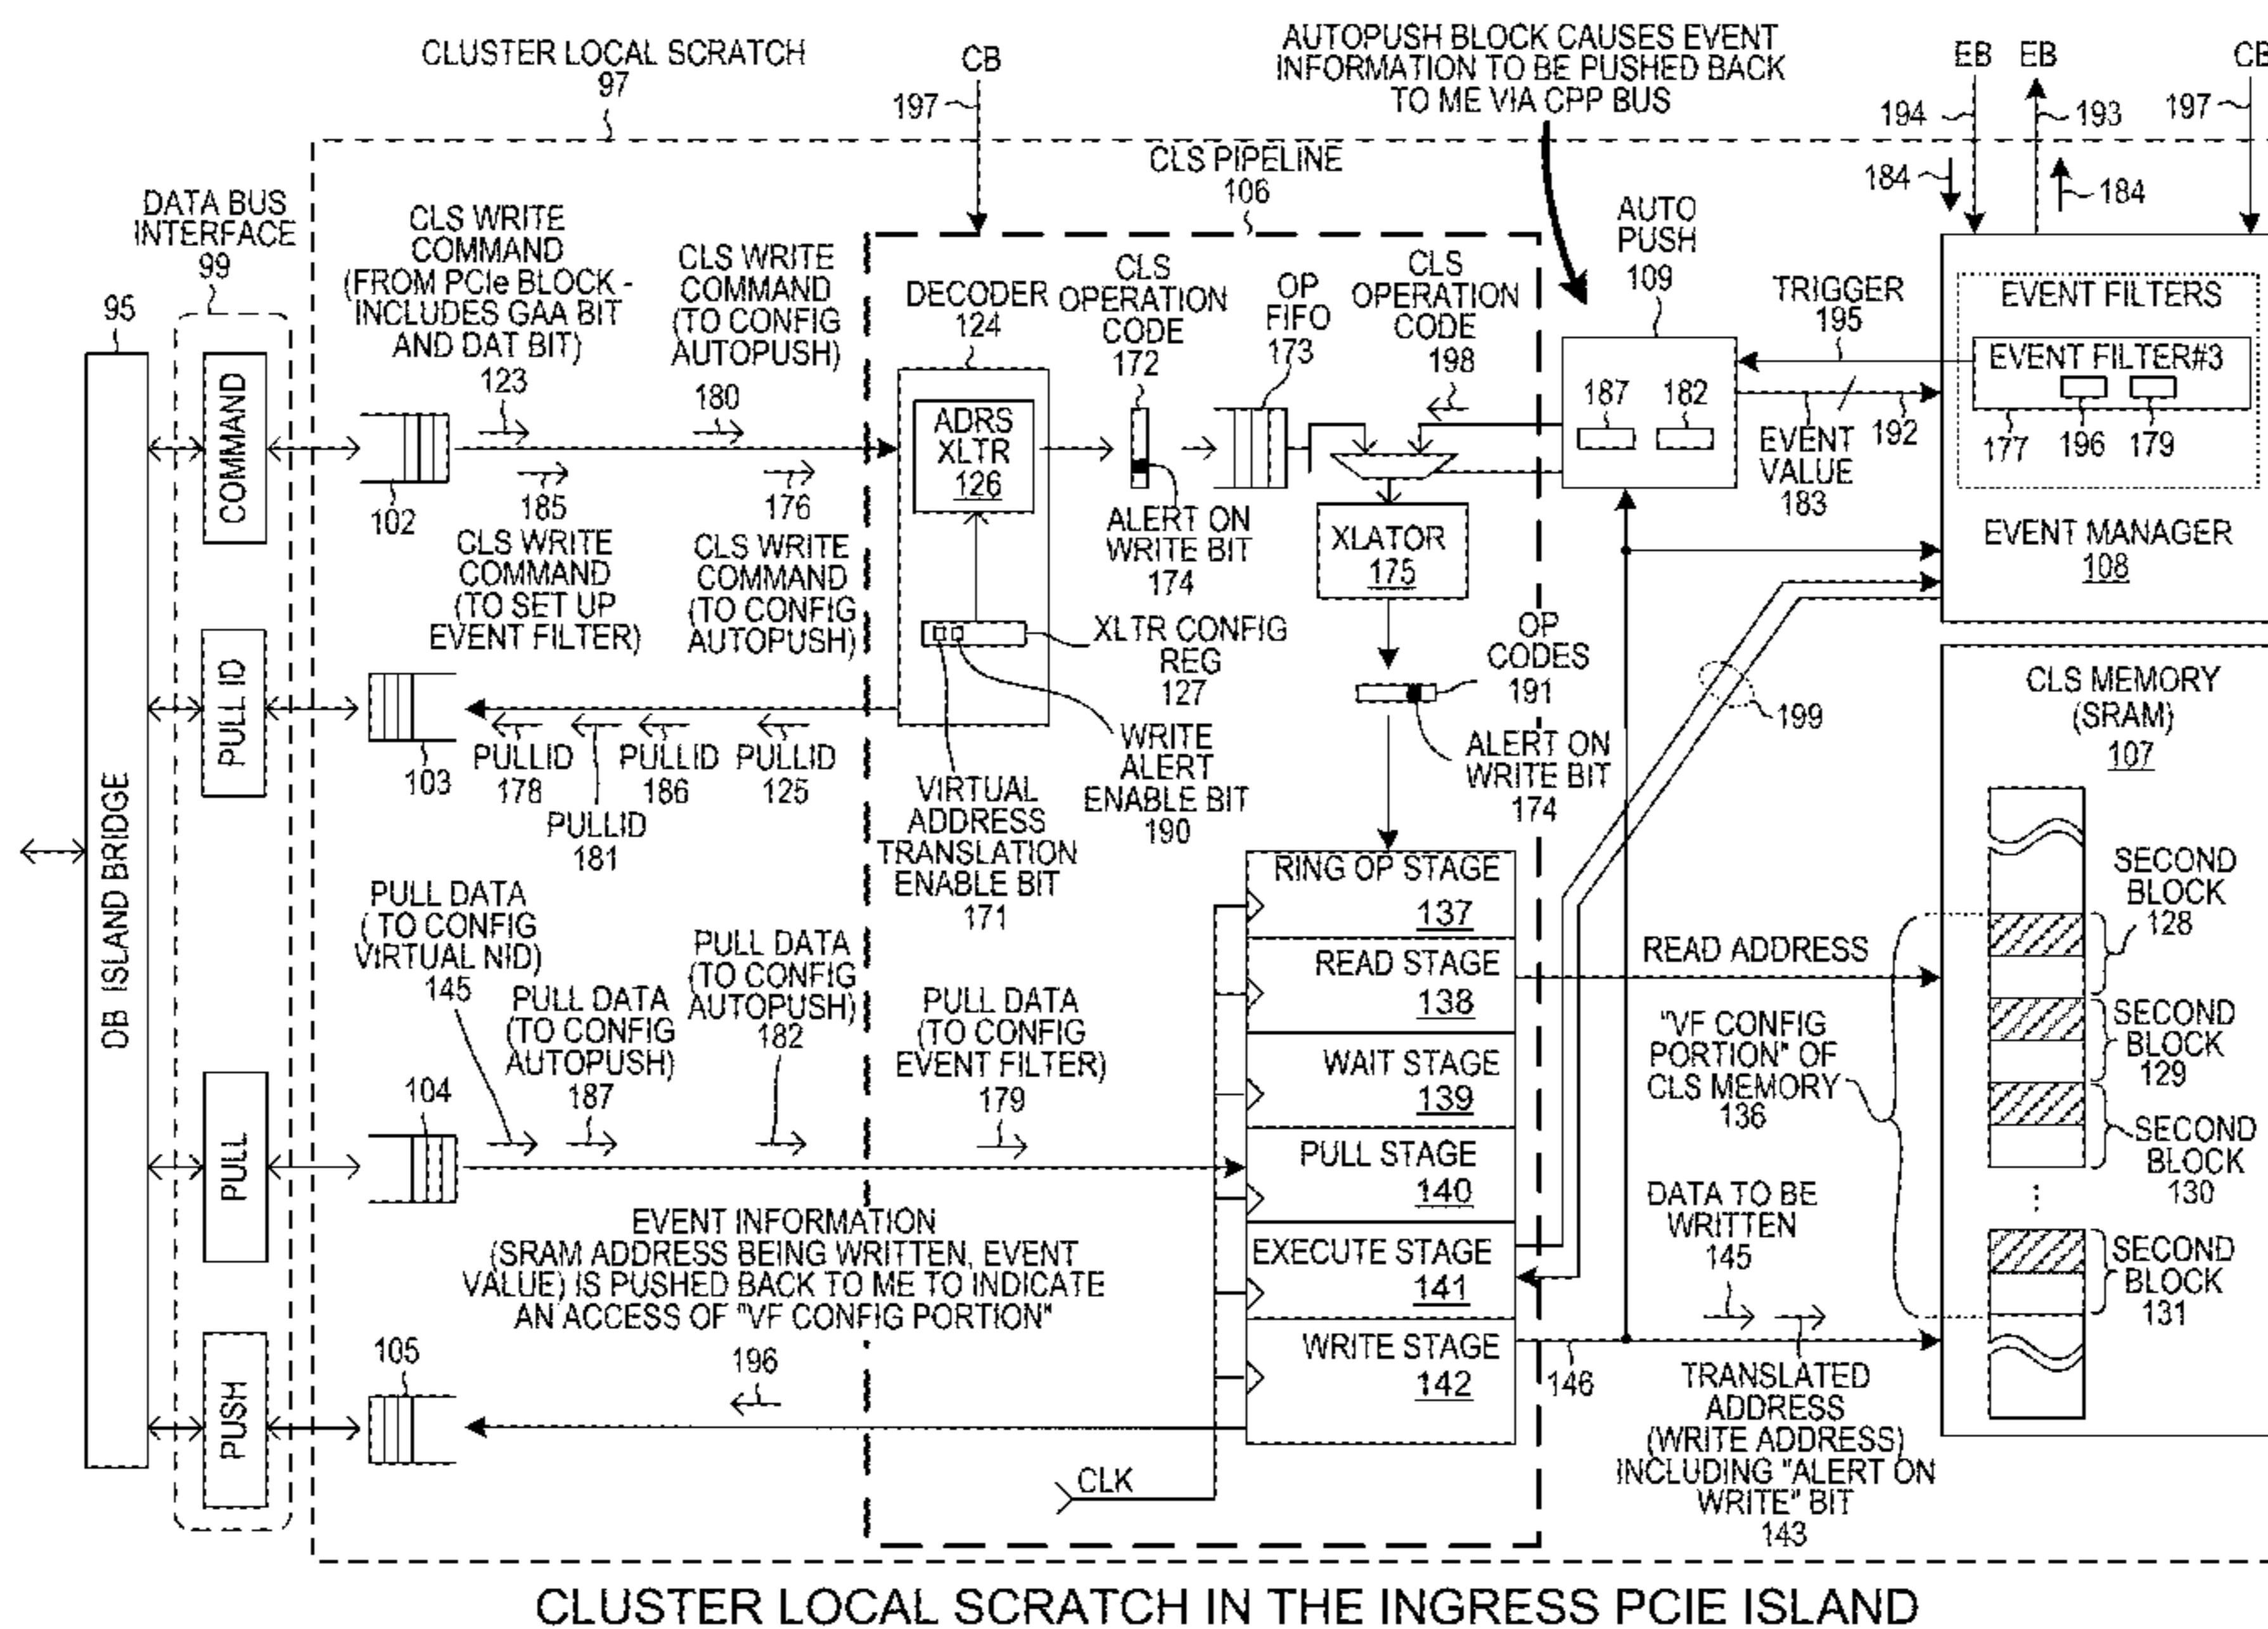 CLUSTER LOCAL SCRATCH
97
CB
197
AUTOPUSH BLOCK CAUSES EVENT
INFORMATION TO BE PUSHED BACK
TO ME VIA CPP BUS
EB
EB
CB
194
193
197
184
184
CLS PIPELINE
106
DATA BUS
INTERFACE
99
95
CLS WRITE
COMMAND
(FROM PCIe BLOCK -
INCLUDES GAA BIT
AND DAT BIT)
123
CLS WRITE
COMMAND
(TO CONFIG
AUTOPUSH)
180
DECODER
124
ADRS
XLTR
126
CLS
OPERATION
CODE
172
OP
FIFO
173
CLS
OPERATION
CODE
198
AUTO
PUSH
109
187
182
TRIGGER
195
EVENT
VALUE
183
192
EVENT FILTERS
EVENT FILTER#3
177
196
179
EVENT MANAGER
108
COMMAND
102
185
176
CLS WRITE
COMMAND
(TO SET UP
EVENT FILTER)
CLS WRITE
COMMAND
(TO CONFIG
AUTOPUSH)
ALERT ON
WRITE BIT
174
XLATOR
175
XLTR CONFIG
REG
127
OP
CODES
191
ALERT ON
WRITE BIT
174
199
PULL ID
103
PULLID
178
PULLID
181
PULLID
186
PULLID
125
VIRTUAL
ADDRESS
TRANSLATION
ENABLE BIT
171
WRITE
ALERT
ENABLE BIT
190
DB ISLAND BRIDGE
CLS MEMORY
(SRAM)
107
SECOND
BLOCK
128
SECOND
BLOCK
129
SECOND
BLOCK
130
SECOND
BLOCK
131
PULL DATA
( TO CONFIG
VIRTUAL NID)
145
PULL DATA
(TO CONFIG
AUTOPUSH)
187
PULL DATA
(TO CONFIG
AUTOPUSH)
182
PULL DATA
(TO CONFIG
EVENT FILTER)
179
RING OP STAGE
137
READ STAGE
138
WAIT STAGE
139
PULL STAGE
140
EXECUTE STAGE
141
WRITE STAGE
142
READ ADDRESS
"VF CONFIG
PORTION" OF
CLS MEMORY
136
PULL
104
EVENT INFORMATION
(SRAM ADDRESS BEING WRITTEN, EVENT
VALUE) IS PUSHED BACK TO ME TO INDICATE
AN ACCESS OF "VF CONFIG PORTION"
196
PUSH
105
CLK
DATA TO BE
WRITTEN
145
146
TRANSLATED
ADDRESS
(WRITE ADDRESS)
INCLUDING "ALERT ON
WRITE" BIT
143
CLUSTER LOCAL SCRATCH IN THE INGRESS PCIE ISLAND